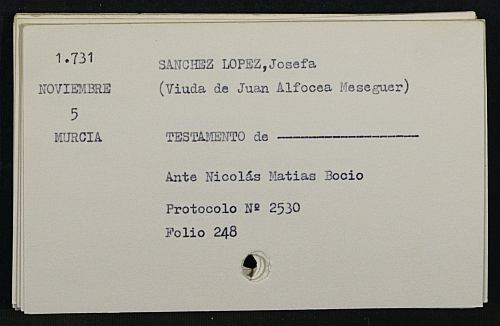 1.731
SANCHEZ LOPEZ,Josefa
NOVIEMBRE
(Viuda de Juan Alfocea Meseguer)
5
MURCIA
TESTAMENTO de ------------------
Ante Nicolás Matias Bocio
Protocolo Nº 2530
Folio 248